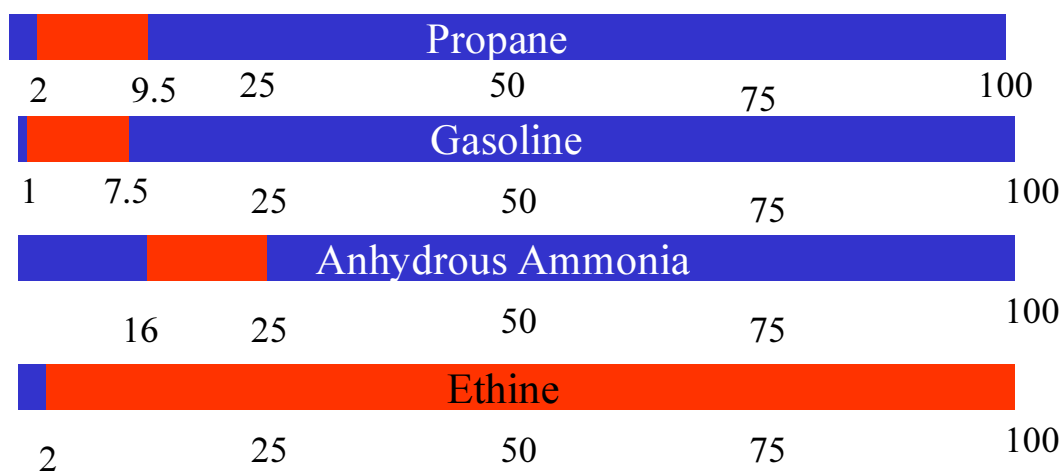 Propane
2 9.5 25 50 75 100
Gasoline
1 7.5 25 50 75 100
Anhydrous Ammonia
16 25 50 75 100
Ethine
2 25 50 75 100